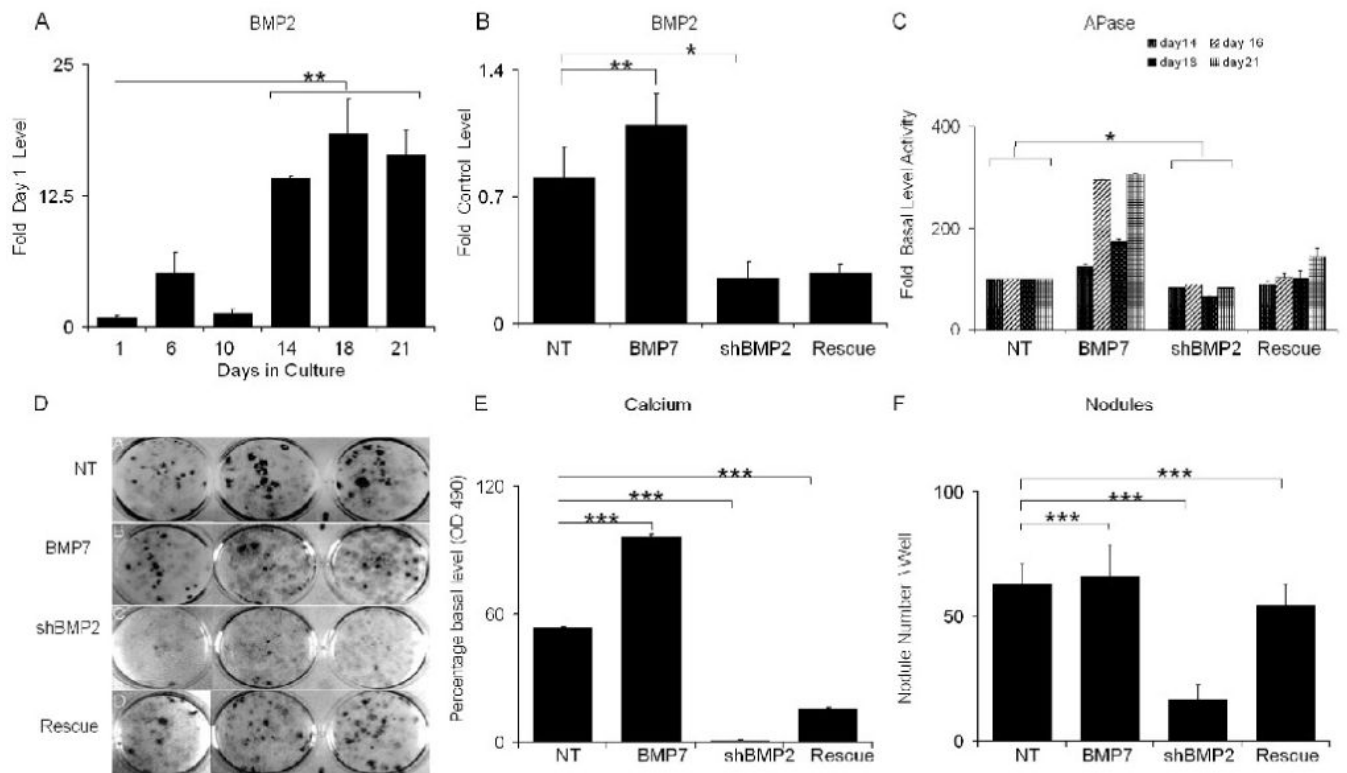 A
BMP2
25
12.5
0
Fold Day 1 Level
**
1 6 10 14 18 21
Days in Culture
B
BMP2
1.4
0.7
0
Fold Control Level
*
**
NT BMP7 shBMP2 Rescue
C
APase
day14 day 16
day18 day21
400
200
0
Fold Basal Level Activity
*
NT BMP7 shBMP2 Rescue
D
NT
BMP7
shBMP2
Rescue
E
Calcium
120
60
0
Percentage basal level (OD 490)
***
***
***
NT BMP7 shBMP2 Rescue
F
Nodules
100
50
0
Nodule Number /Well
***
***
***
NT BMP7 shBMP2 Rescue